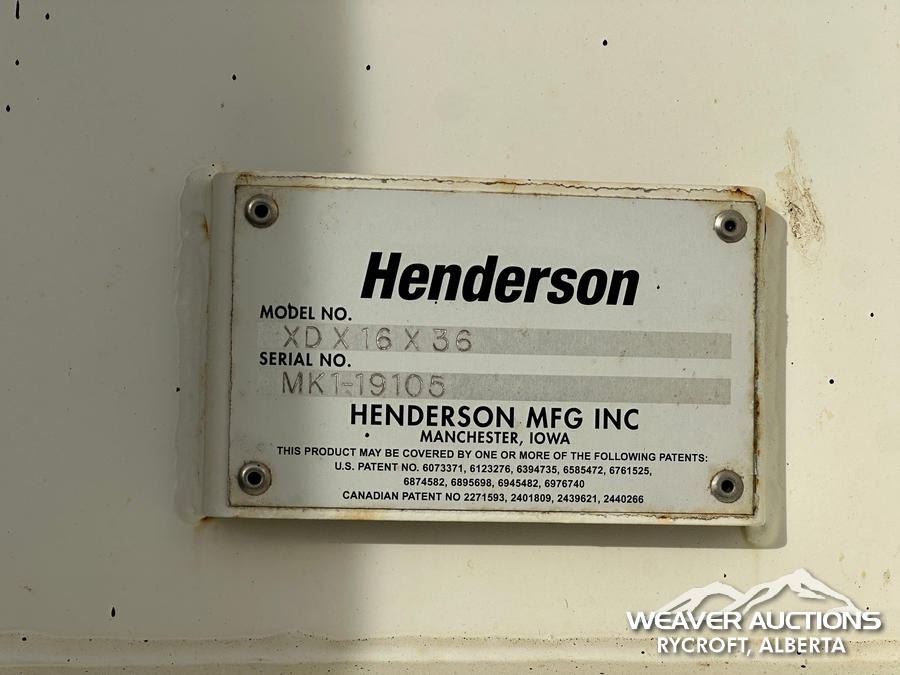 Henderson
MODEL NO.
XD X 16 X 36
SERIAL NO.
MK1-19105
HENDERSON MFG INC
MANCHESTER, IOWA
THIS PRODUCT MAY BE COVERED BY ONE OR MORE OF THE FOLLOWING PATENTS:
U.S. PATENT NO. 6073371, 6123276, 6394735, 6585472, 6761525,
6874582, 6895698, 6945482, 6976740
CANADIAN PATENT NO 2271593, 2401809, 2439621, 2440266
WEAVER AUCTIONS
RYCROFT, ALBERTA